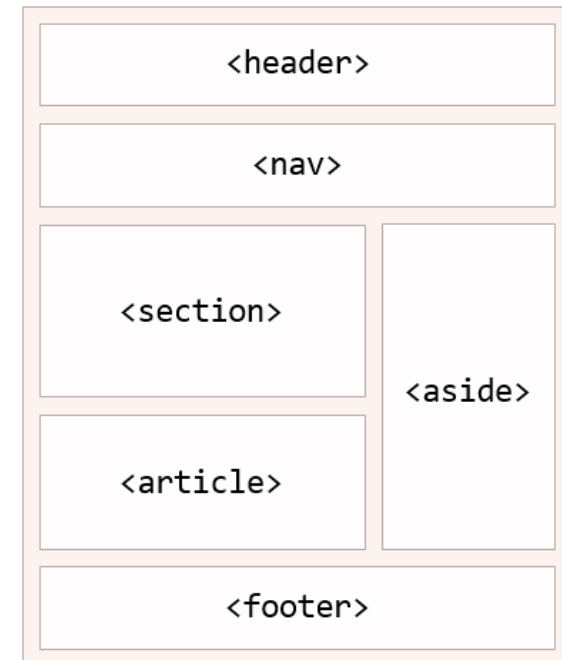 <header>
<nav>
<section>
<aside>
<article>
<footer>